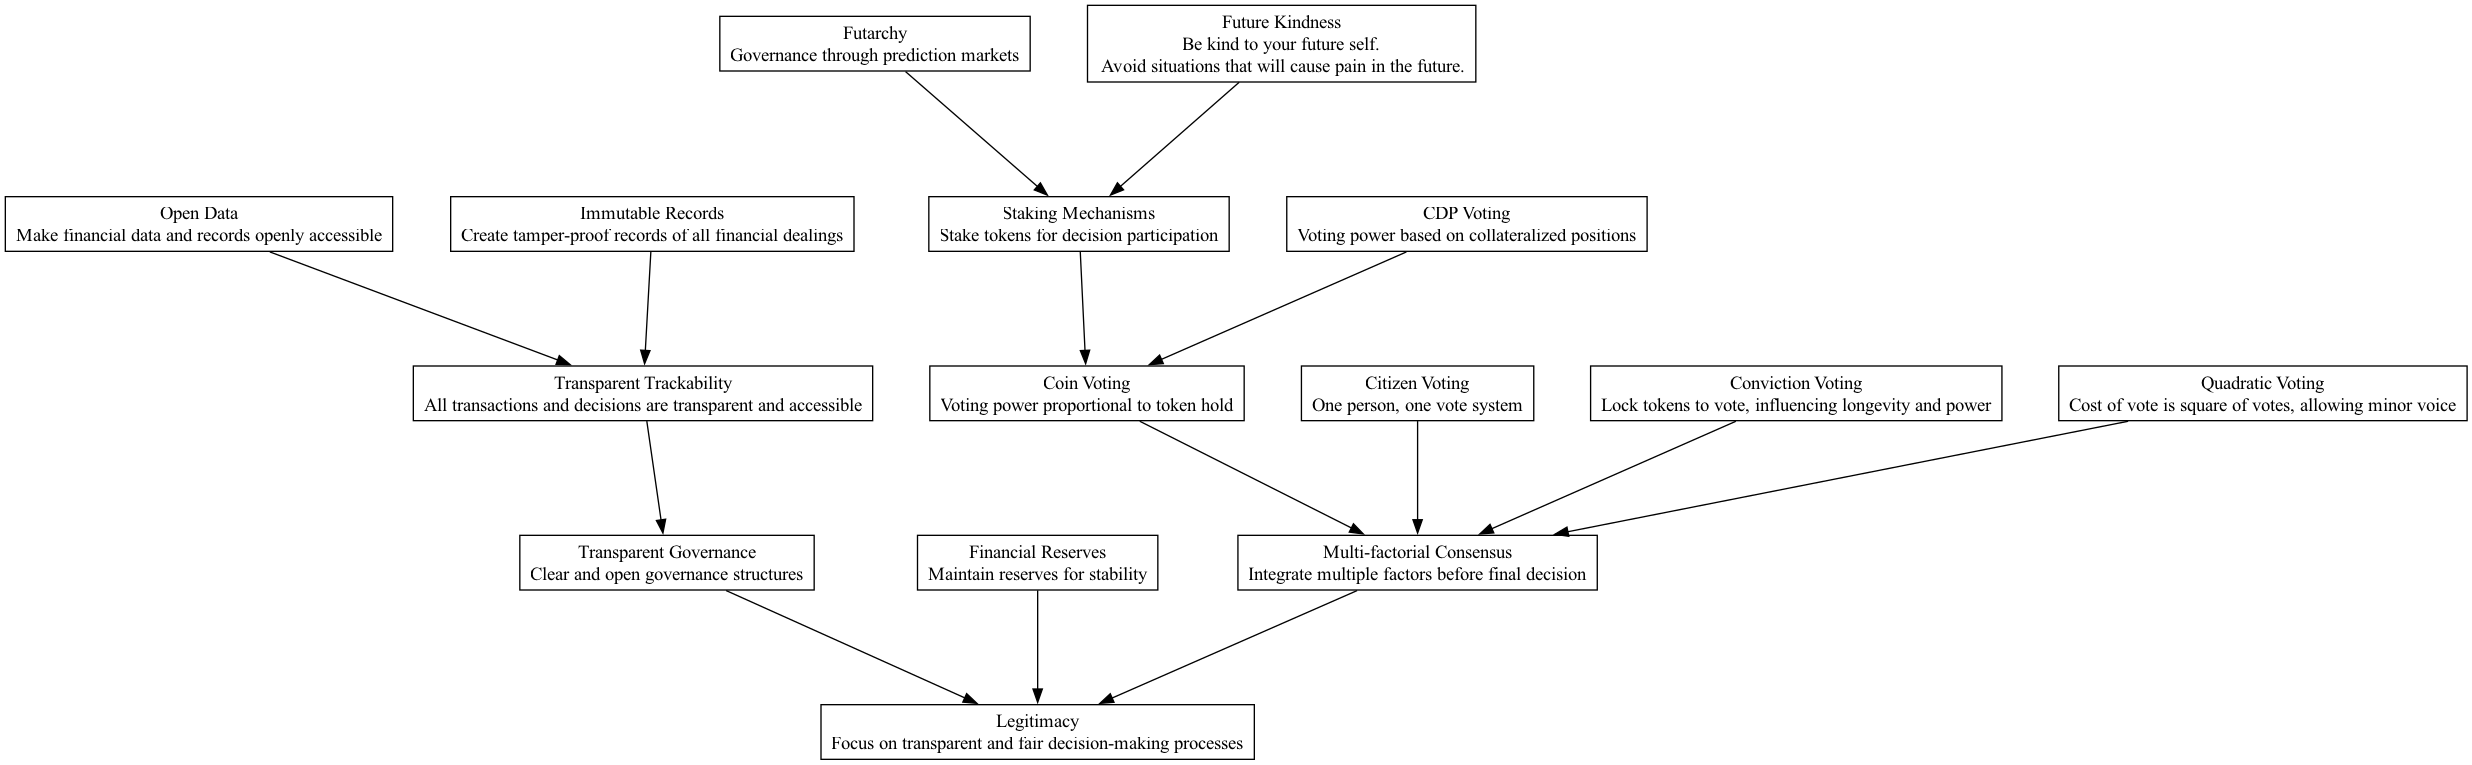 Futarchy
Governance through prediction markets
Future Kindness
Be kind to your future self.
Avoid situations that will cause pain in the future.
Open Data
Make financial data and records openly accessible
Immutable Records
Create tamper-proof records of all financial dealings
Staking Mechanisms
Stake tokens for decision participation
CDP Voting
Voting power based on collateralized positions
Transparent Trackability
All transactions and decisions are transparent and accessible
Coin Voting
Voting power proportional to token hold
Citizen Voting
One person, one vote system
Conviction Voting
Lock tokens to vote, influencing longevity and power
Quadratic Voting
Cost of vote is square of votes, allowing minor voice
Transparent Governance
Clear and open governance structures
Financial Reserves
Maintain reserves for stability
Multi-factorial Consensus
Integrate multiple factors before final decision
Legitimacy
Focus on transparent and fair decision-making processes